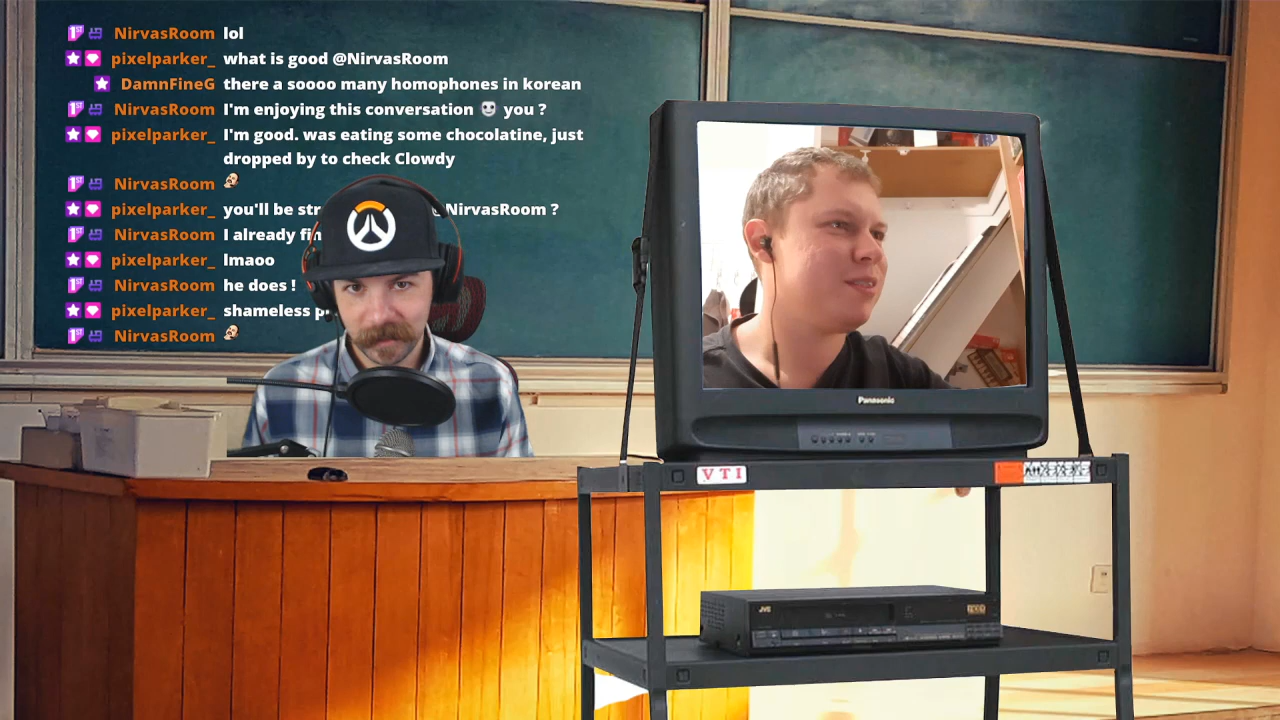 NirvasRoom lol
pixelparker_ what is good @NirvasRoom
DamnFineG there a soooo many homophones in korean
NirvasRoom I'm enjoying this conversation you ?
pixelparker_ I'm good. was eating some chocolatine, just
dropped by to check Clowdy
NirvasRoom
pixelparker_ you'll be NirvasRoom ?
NirvasRoom I already
pixelparker_ lmaoo
NirvasRoom he does !
pixelparker_ shameless
NirvasRoom
Panasonic
VTI
JVC